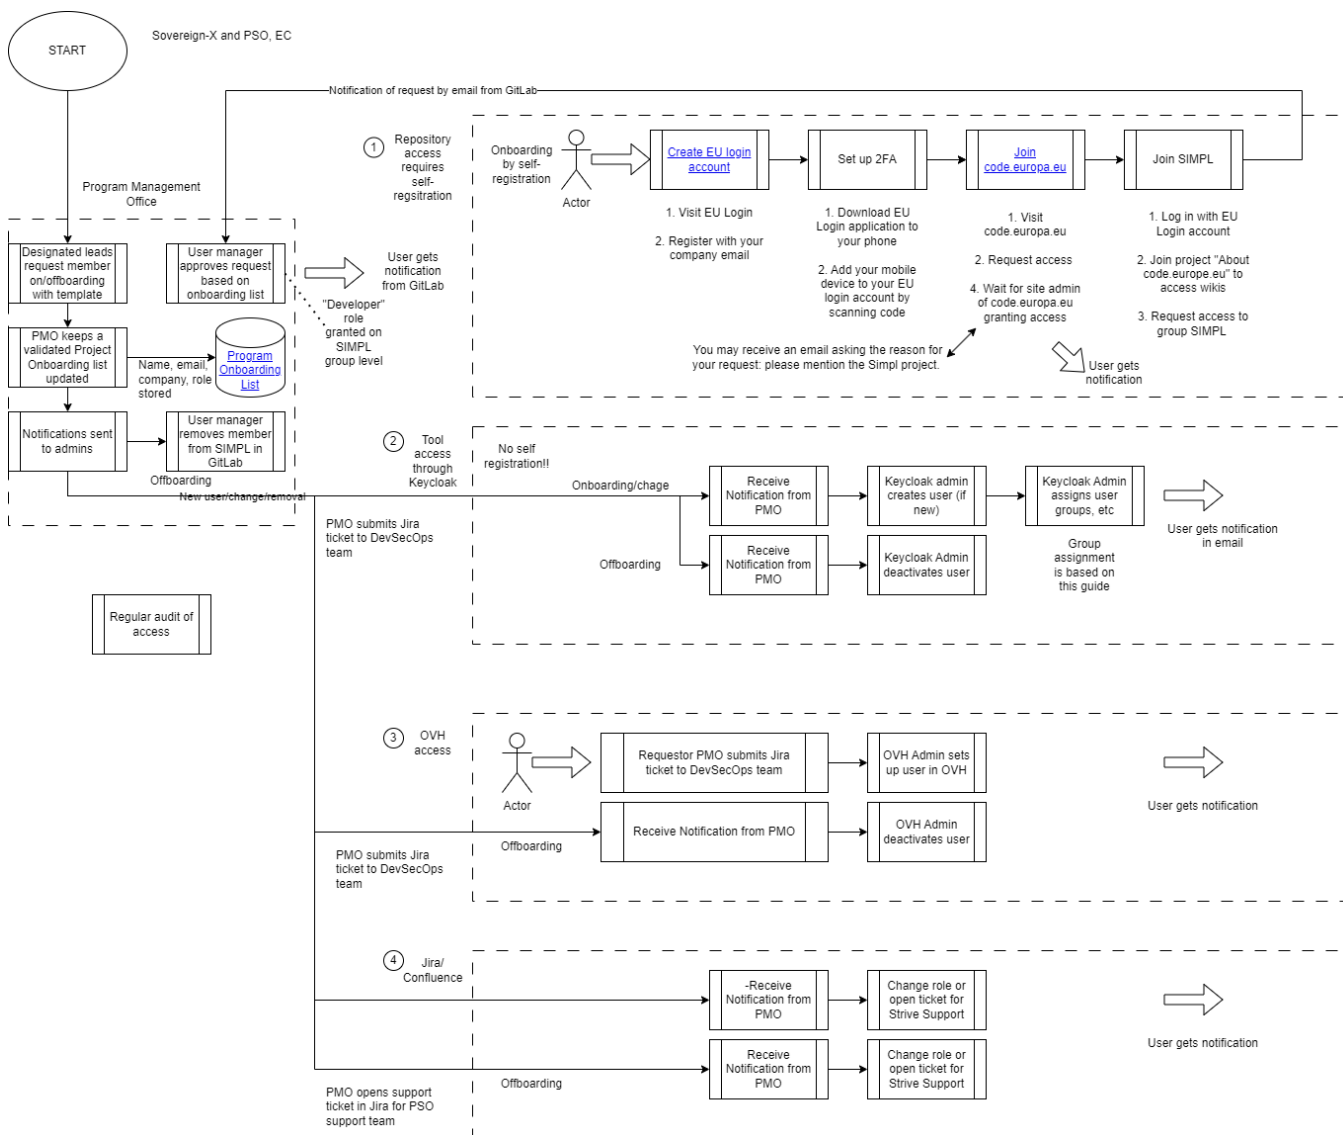 START
Sovereign-X and PSO, EC
Notification of request by email from GitLab
1
Repository
access
requires
self-
regsitration
Onboarding
by self-
registration
Actor
Create EU login
account
Set up 2FA
Join
code.europa.eu
Join SIMPL
1. Visit EU Login
2. Register with your
company email
1. Download EU
Login application to
your phone
2. Add your mobile
device to your EU
login account by
scanning code
1. Visit
code.europa.eu
2. Request access
4. Wait for site admin
of code.europa.eu
granting access
1. Log in with EU
Login account
2. Join project "About
code.europe.eu" to
access wikis
3. Request access to
group SIMPL
You may receive an email asking the reason for
your request: please mention the Simpl project.
User gets
notification
Program Management
Office
Designated leads
request member
on/offboarding
with template
User manager
approves request
based on
onboarding list
User gets
notification
from GitLab
"Developer"
role
granted on
SIMPL
group level
PMO keeps a
validated Project
Onboarding list
updated
Name, email,
company, role
stored
Program
Onboarding
List
Notifications sent
to admins
User manager
removes member
from SIMPL in
GitLab
Offboarding
New user/change/removal
2
Tool
access
through
Keycloak
No self
registration!!
Onboarding/chage
Receive
Notification from
PMO
Keycloak admin
creates user (if
new)
Keycloak Admin
assigns user
groups, etc
User gets notification
in email
PMO submits Jira
ticket to DevSecOps
team
Offboarding
Receive
Notification from
PMO
Keycloak Admin
deactivates user
Group
assignment
is based on
this guide
Regular audit of
access
3
OVH
access
Actor
Requestor PMO submits Jira
ticket to DevSecOps team
OVH Admin sets
up user in OVH
User gets notification
Offboarding
Receive Notification from PMO
OVH Admin
deactivates user
PMO submits Jira
ticket to DevSecOps
team
4
Jira/
Confluence
-Receive
Notification from
PMO
Change role or
open ticket for
Strive Support
User gets notification
Offboarding
Receive
Notification from
PMO
Change role or
open ticket for
Strive Support
PMO opens support
ticket in Jira for PSO
support team